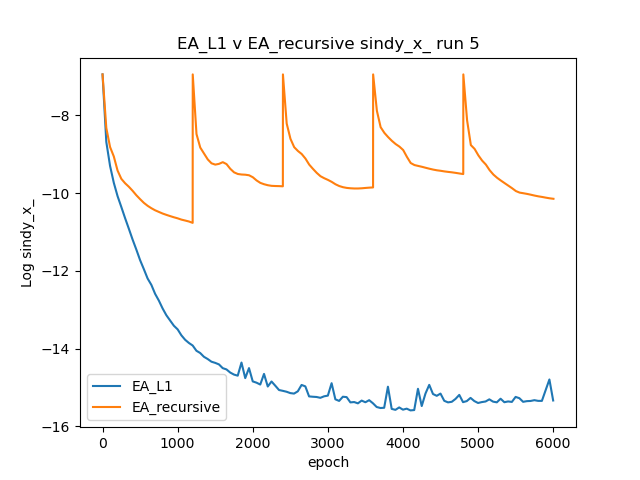 EA_L1 v EA_recursive sindy_x_ run 5
Log sindy_x_
−8
−10
−12
−14
−16
EA_L1
EA_recursive
0 1000 2000 3000 4000 5000 6000
epoch